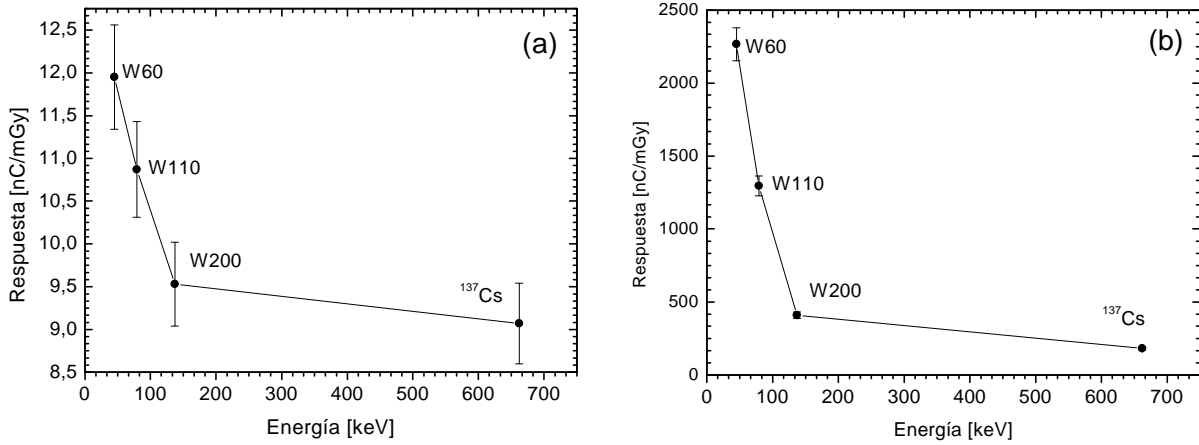 (a)
Respuesta [nC/mGy]
12,5
12,0
11,5
11,0
10,5
10,0
9,5
9,0
8,5
W60
W110
W200
¹³⁷Cs
0 100 200 300 400 500 600 700
Energía [keV]
(b)
Respuesta [nC/mGy]
2500
2000
1500
1000
500
0
W60
W110
W200
¹³⁷Cs
0 100 200 300 400 500 600 700
Energía [keV]